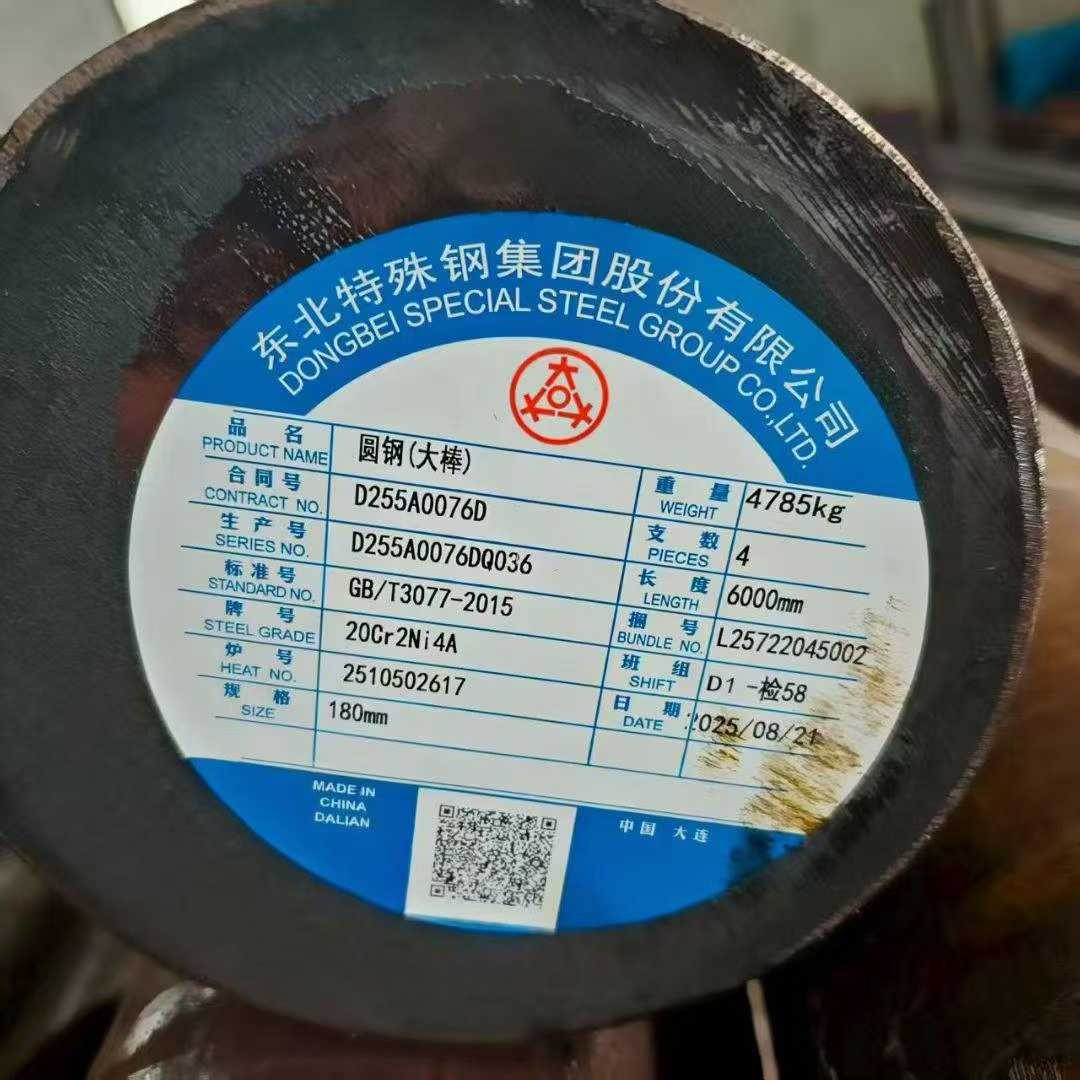 东北特殊钢集团股份有限公司
DONGBEI SPECIAL STEEL GROUP CO.,LTD.
品名 圆钢(大棒)
PRODUCT NAME
合同号 D255A0076D
CONTRACT NO.
生产号 D255A0076DQ036
SERIES NO.
标准号 GB/T3077-2015
STANDARD NO.
牌号 20Cr2Ni4A
STEEL GRADE
炉号 2510502617
HEAT NO.
规格 180mm
SIZE
重量 4785kg
WEIGHT
支数 4
PIECES
长度 6000mm
LENGTH
捆号 L25722045002
BUNDLE NO.
班组 D1-检58
SHIFT
日期 2025/08/21
DATE
MADE IN
CHINA
DALIAN
中国 大连